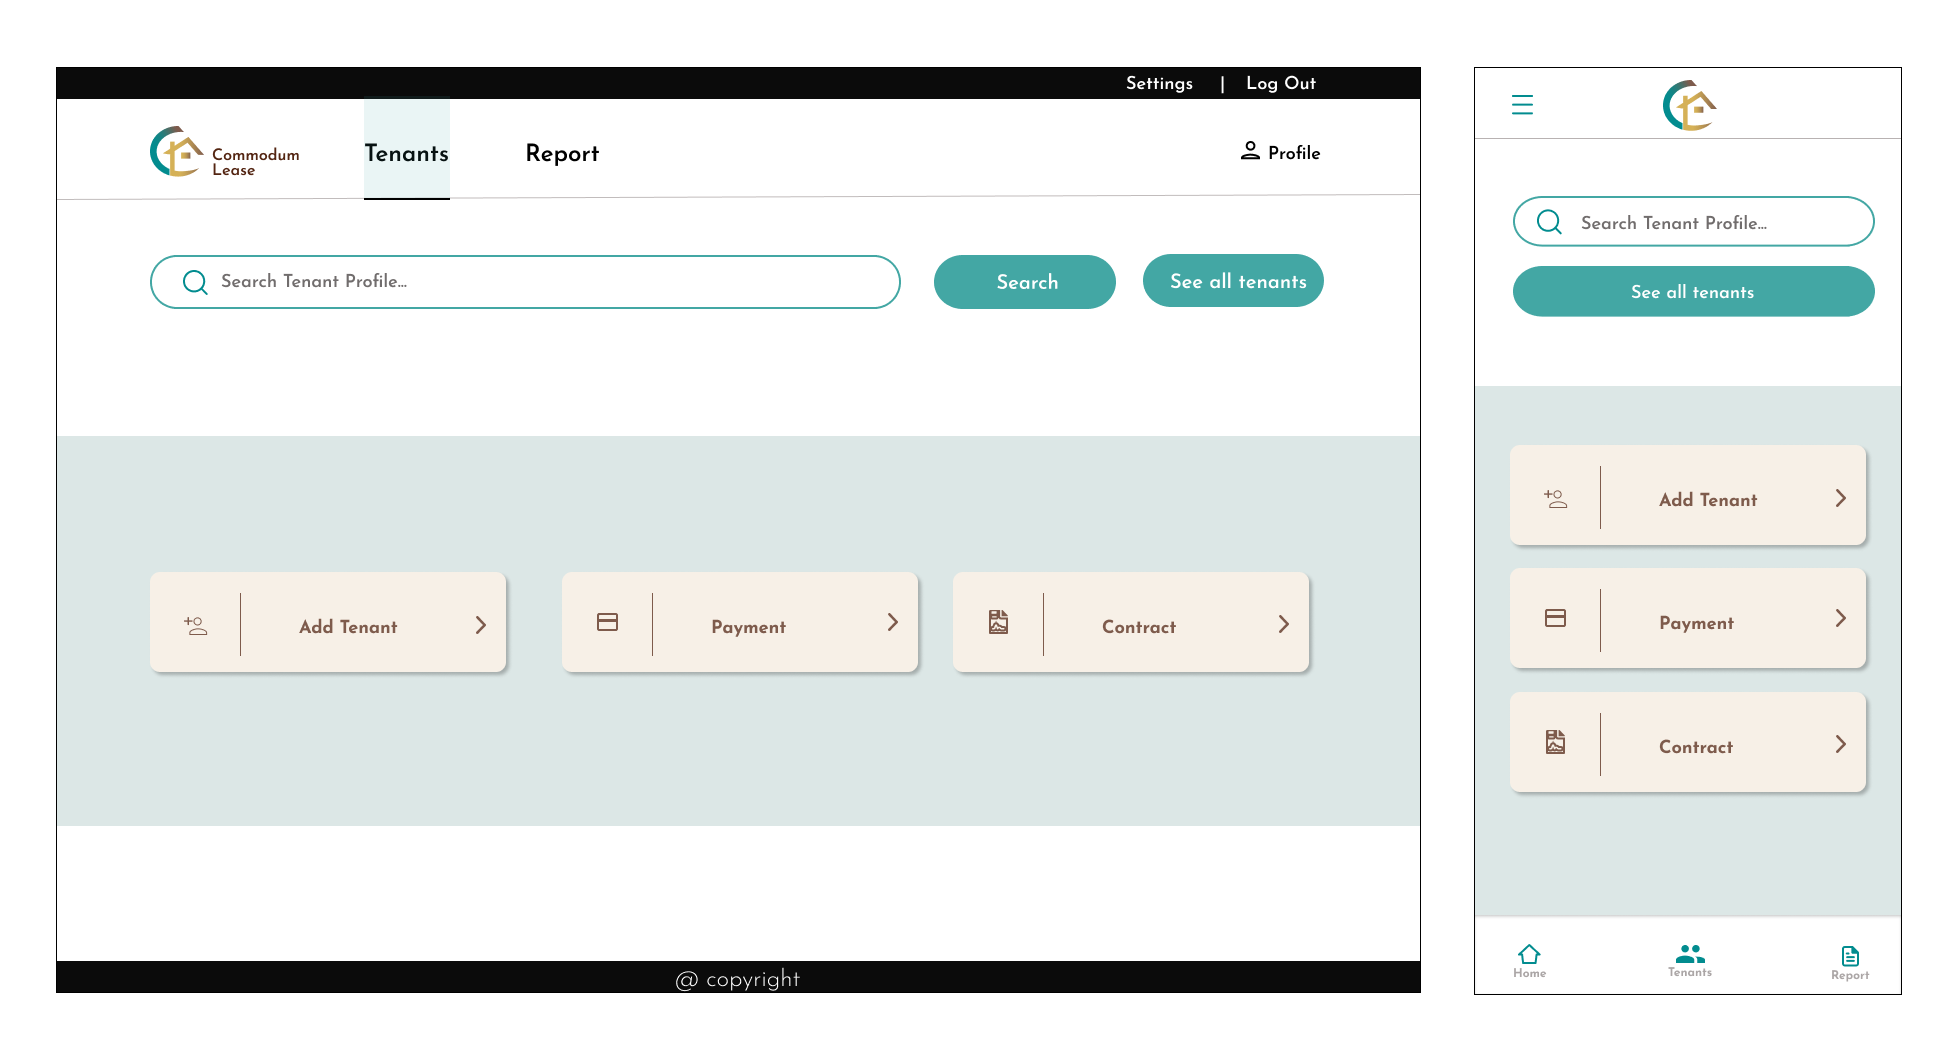 Settings | Log Out
Commodum
Lease
Tenants
Report
Profile
Search Tenant Profile...
Search
See all tenants
Add Tenant
Payment
Contract
@ copyright
Search Tenant Profile...
See all tenants
Add Tenant
Payment
Contract
Home
Tenants
Report